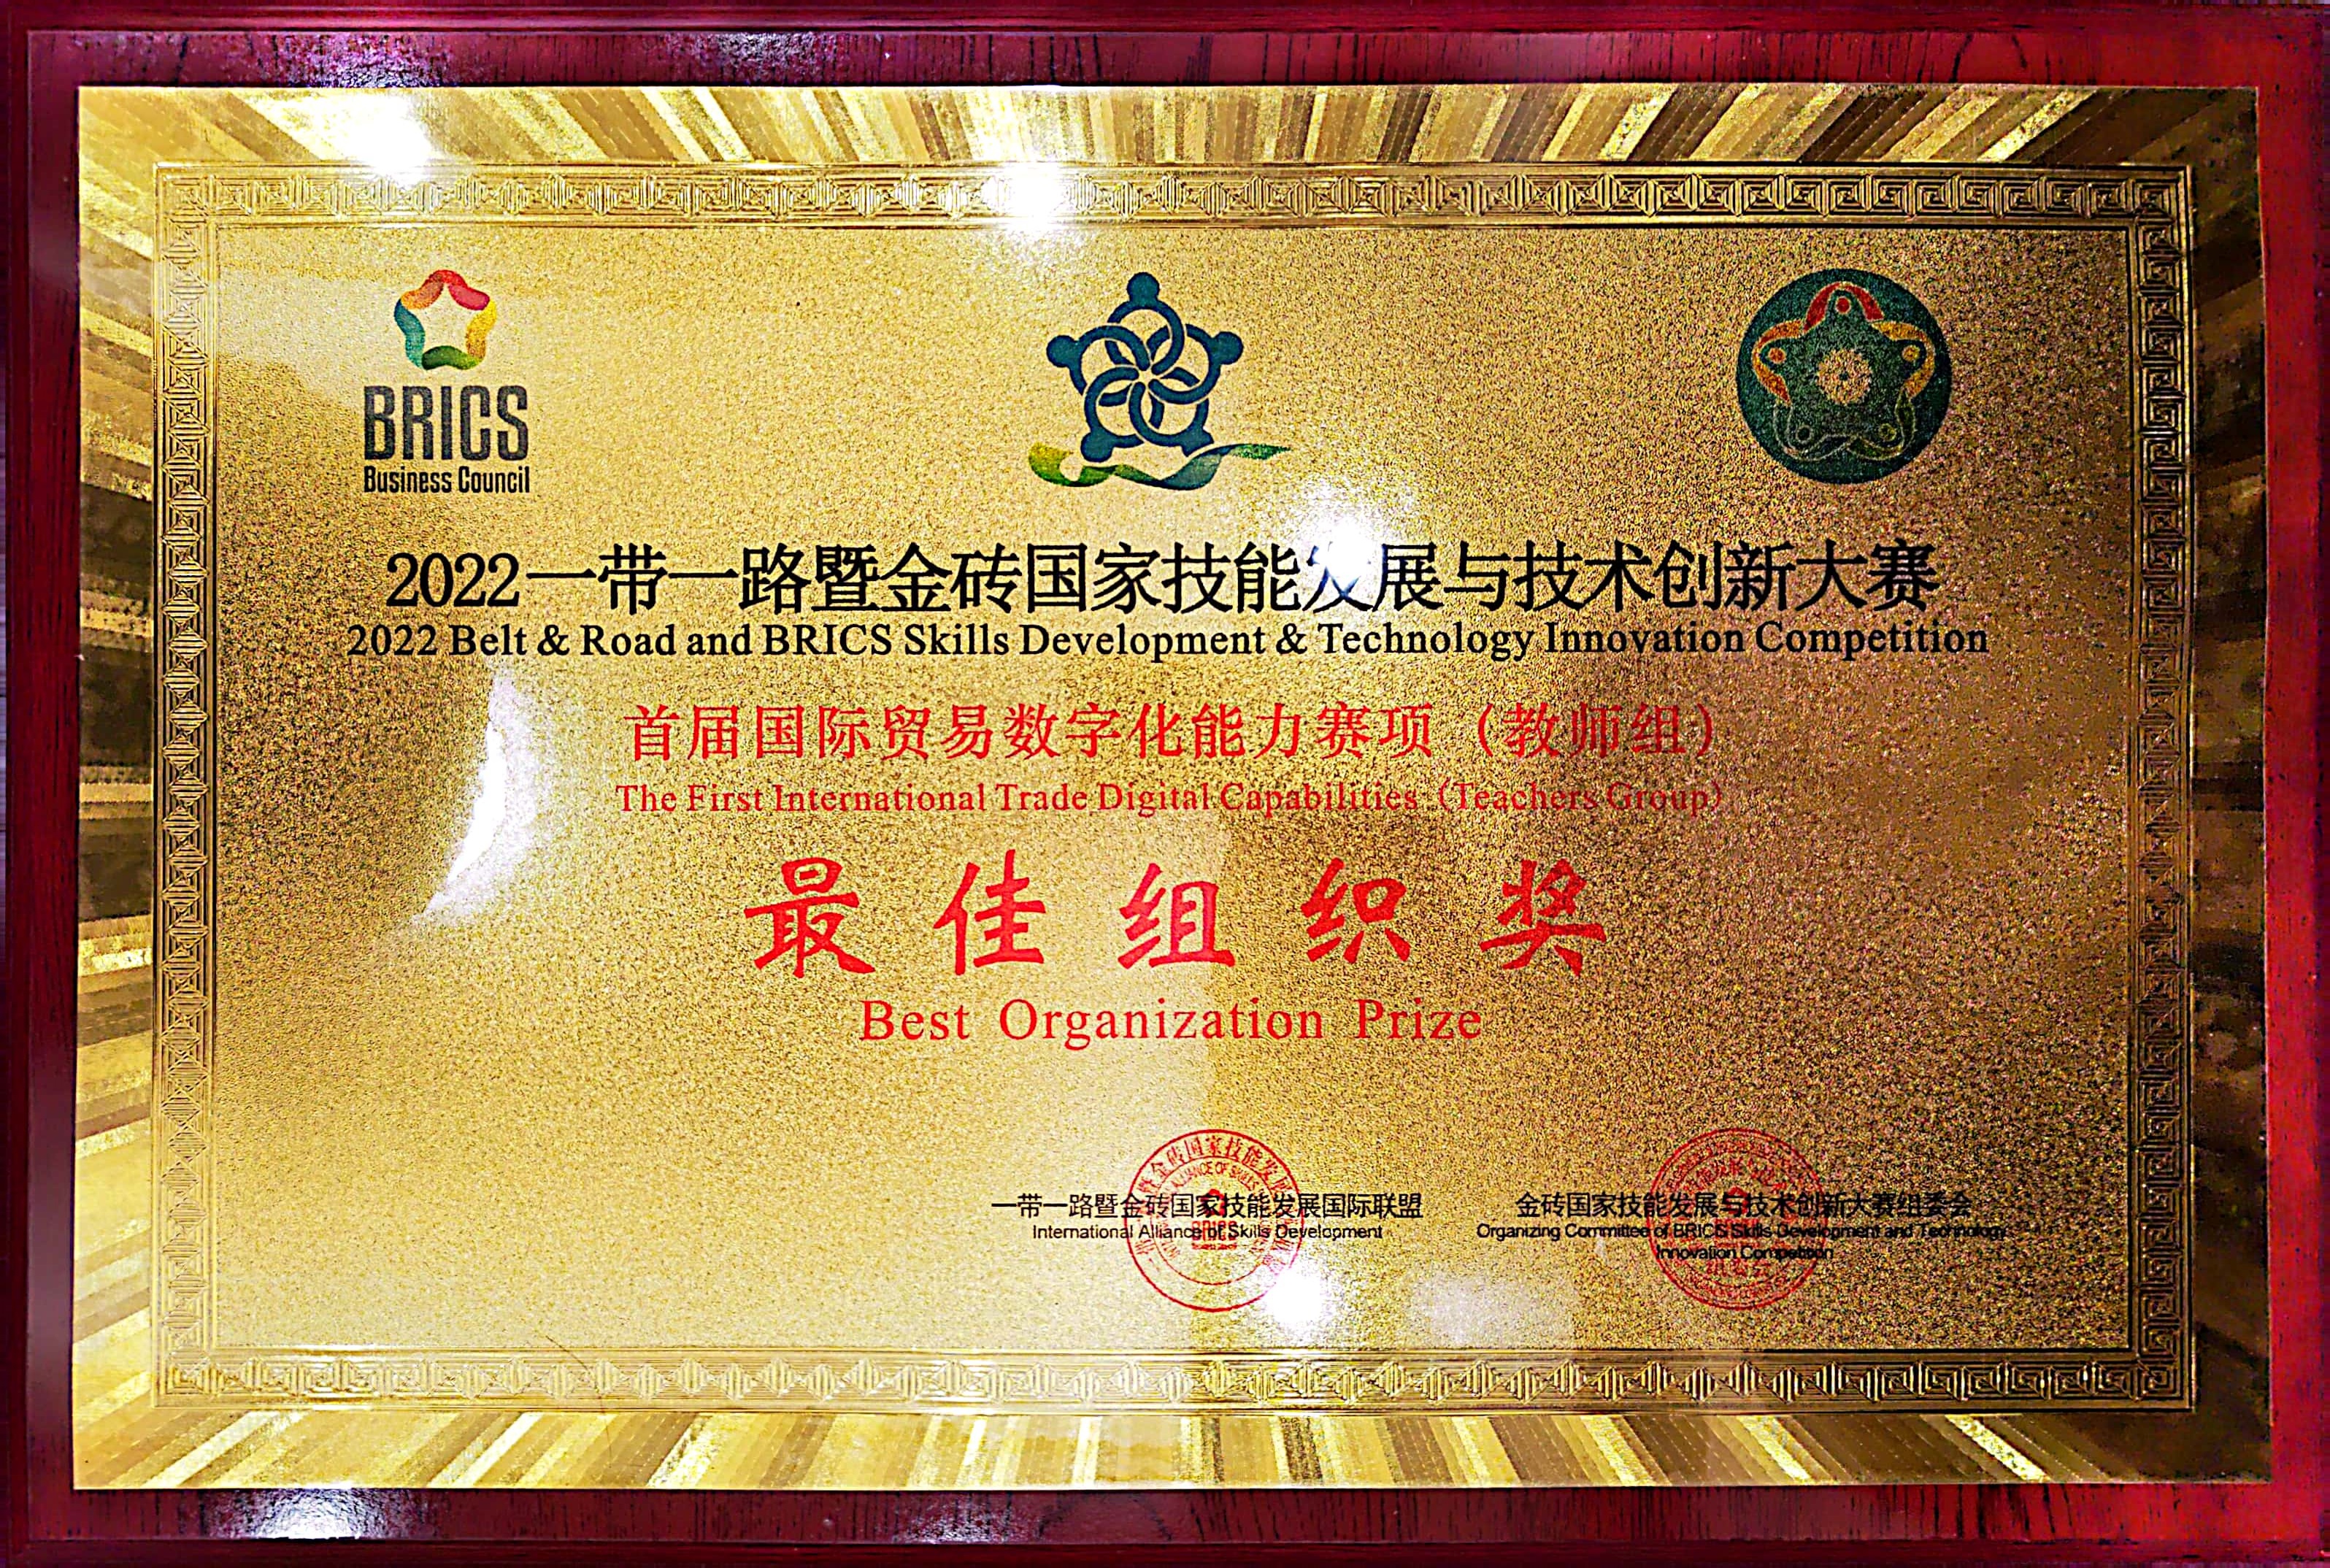 BRICS
Business Council
2022一带一路暨金砖国家技能发展与技术创新大赛
2022 Belt & Road and BRICS Skills Development & Technology Innovation Competition
首届国际贸易数字化能力赛项（教师组）
The First International Trade Digital Capabilities（Teachers Group）
最佳组织奖
Best Organization Prize
一带一路暨金砖国家技能发展国际联盟
International Alliance of Skills Development
金砖国家技能发展与技术创新大赛组委会
Organizing Committee of BRICS Skills Development and Technology
Innovation Competition